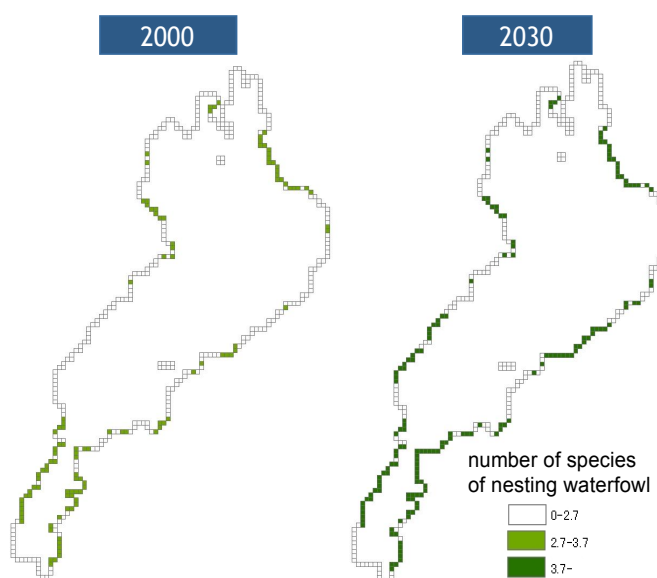 2000
2030
number of species
of nesting waterfowl
0-2.7
2.7-3.7
3.7-